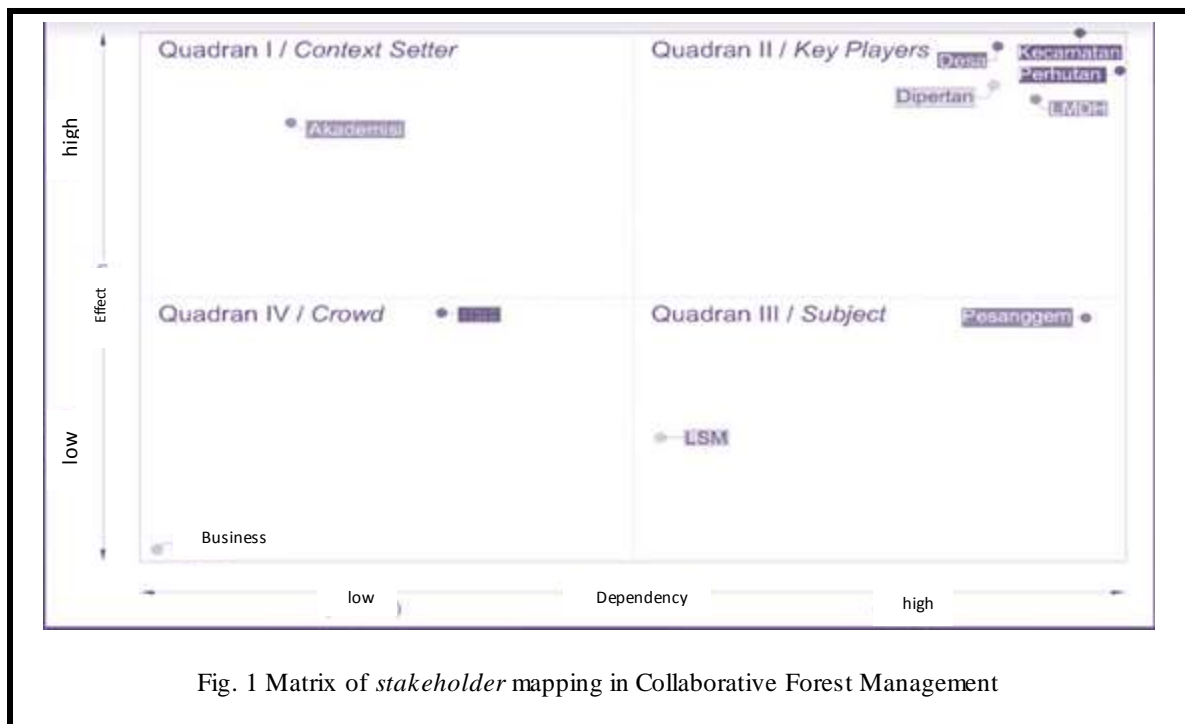 Quadran I / Context Setter
Quadran II / Key Players
Desa
Kecamatan
Perhutan
Dipertan
LMDH
Akademisi
high
Effect
low
Quadran IV / Crowd
Quadran III / Subject
Pesanggem
LSM
Business
low
Dependency
high
Fig. 1 Matrix of stakeholder mapping in Collaborative Forest Management